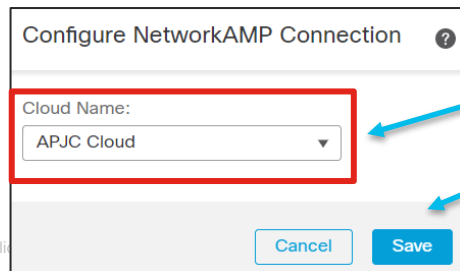 Configure NetworkAMP Connection ?
Cloud Name:
APJC Cloud
Cancel Save